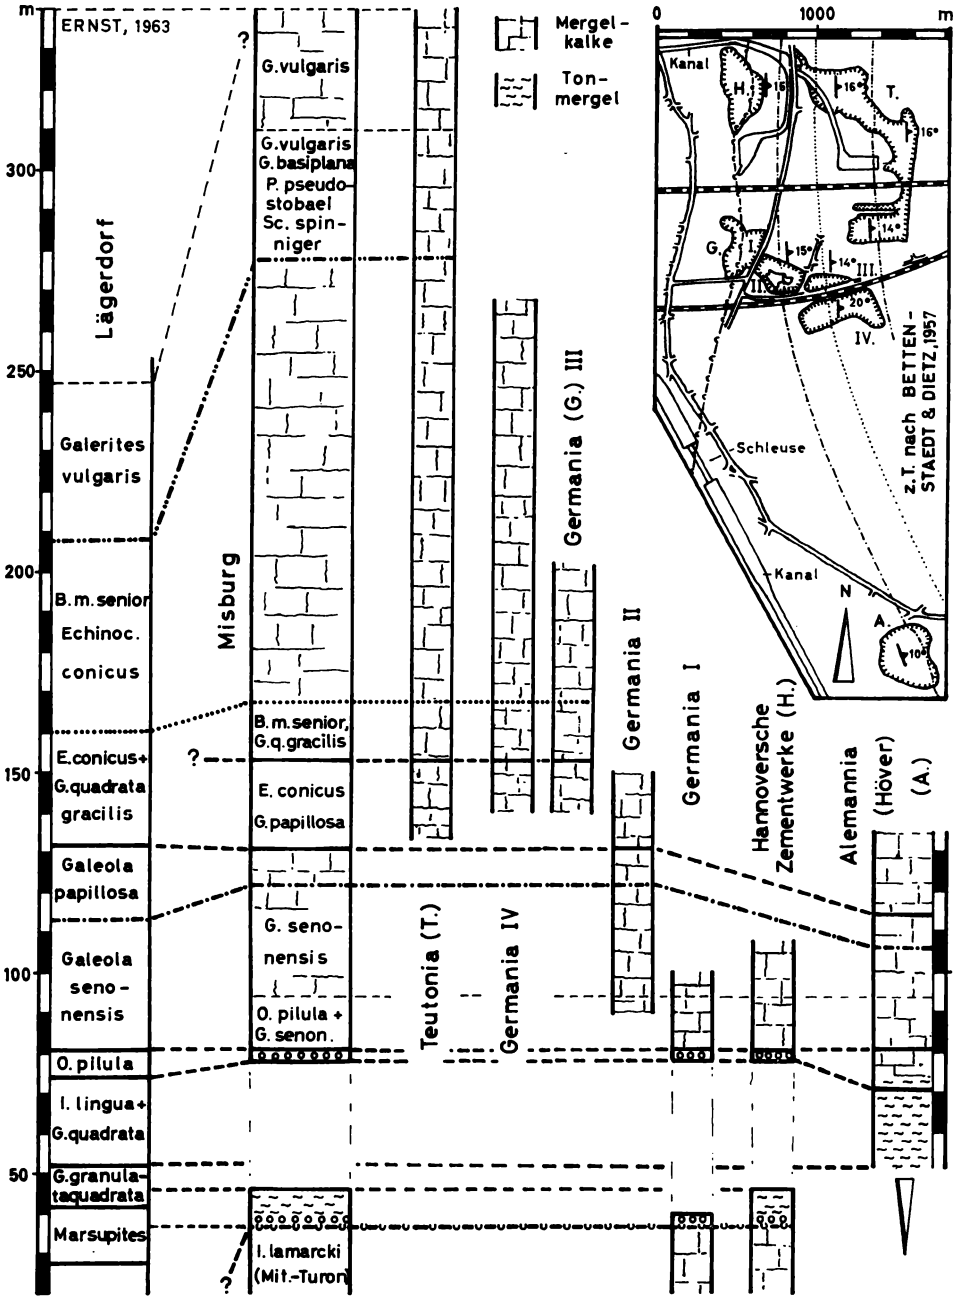 m
300
250
200
150
100
50
ERNST, 1963
Lägerdorf
Galerites
vulgaris
B.m.senior
Echinoc.
conicus
E.conicus+
G.quadrata
gracilis
Galeola
papillosa
Galeola
seno-
nensis
O. pilula
I. lingua+
G.quadrata
G.granula-
taquadrata
Marsupites
?
?
?
Misburg
G.vulgaris
G.vulgaris
G.basiplana
P. pseudo-
stobaei
Sc. spin-
niger
B.m.senior,
G.q.gracilis
E. conicus
G.papillosa
G. seno-
nensis
O. pilula +
G. senon.
I. lamarcki
(Mit.-Turon)
Mergel-
kalke
Ton-
mergel
Teutonia (T.)
Germania IV
Germania (G.) III
Germania II
Germania I
Hannoversche
Zementwerke (H.)
Alemannia
(Höver)
(A.)
0 1000 m
Kanal
H.
16
16°
T.
16°
14°
G.
I.
15°
14°
III.
II.
20°
IV.
Schleuse
Kanal
N
A.
10°
z.T. nach BETTEN-
STAEDT & DIETZ,1957